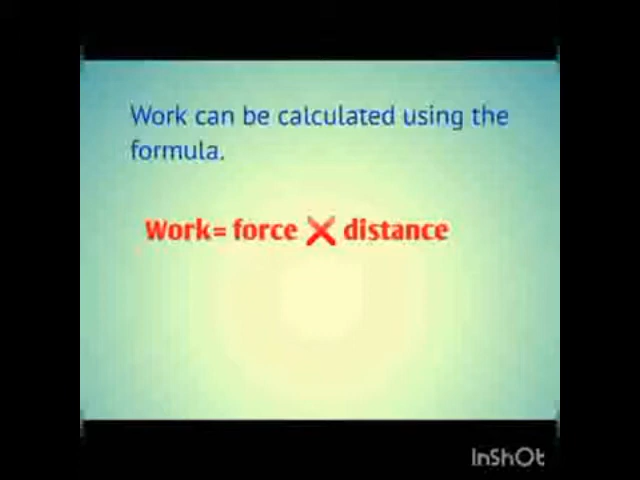 Work can be calculated using the
formula.
Work= force ❌ distance
InShOt